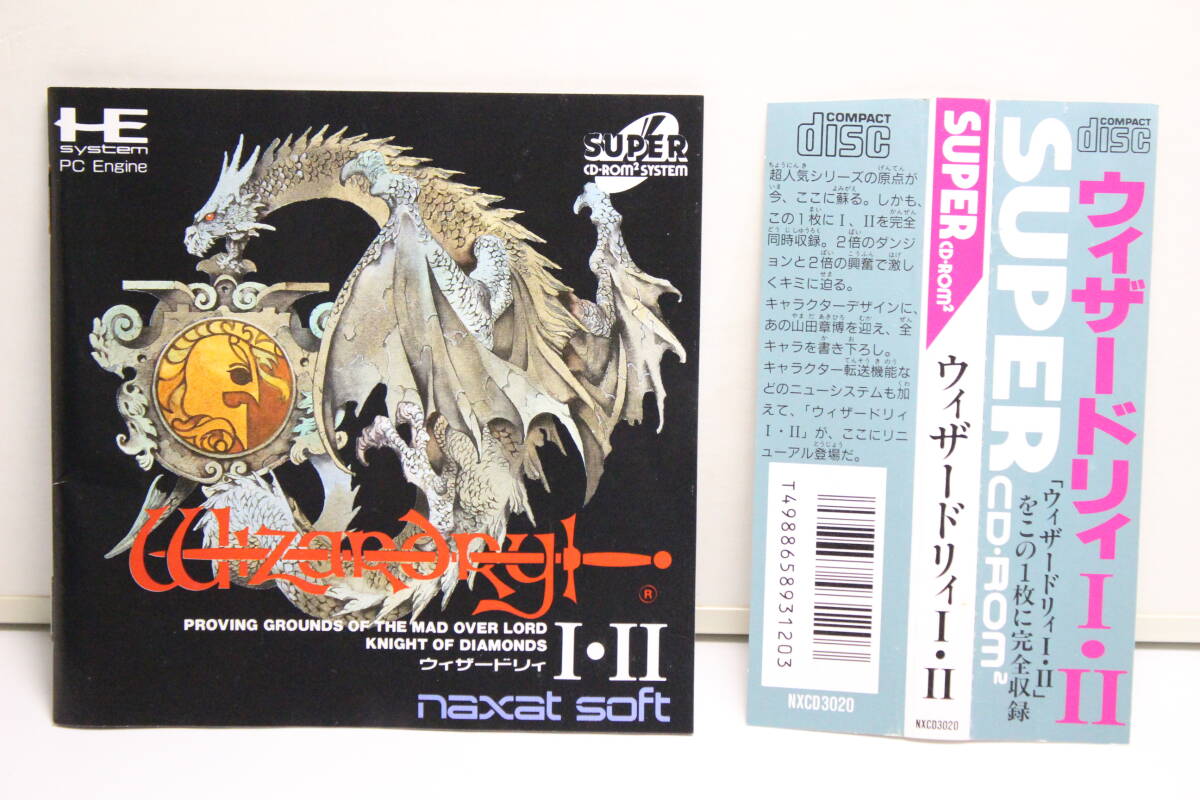 HE
system
PC Engine
SUPER
CD-ROM² SYSTEM
Wizardry
®
PROVING GROUNDS OF THE MAD OVER LORD
KNIGHT OF DIAMONDS
ウィザードリィ
I・II
naxat soft
COMPACT
disc
超人気シリーズの原点が
今、ここに蘇る。しかも、
この1枚にI、IIを完全
同時収録。2倍のダンジ
ョンと2倍の興奮で激し
くキミに迫る。
キャラクターデザインに、
あの山田章博を迎え、全
キャラを書き下ろし。
キャラクター転送機能な
どのニューシステムも加
えて、「ウィザードリィ
I・II」が、ここにリニ
ューアル登場だ。
T4988658931203
NXCD3020
SUPER CD-ROM²
ウィザードリィ I・II
NXCD3020
COMPACT
disc
SUPER CD-ROM²
ウィザードリィ I・II
「ウィザードリィ I・II」
をこの1枚に完全収録